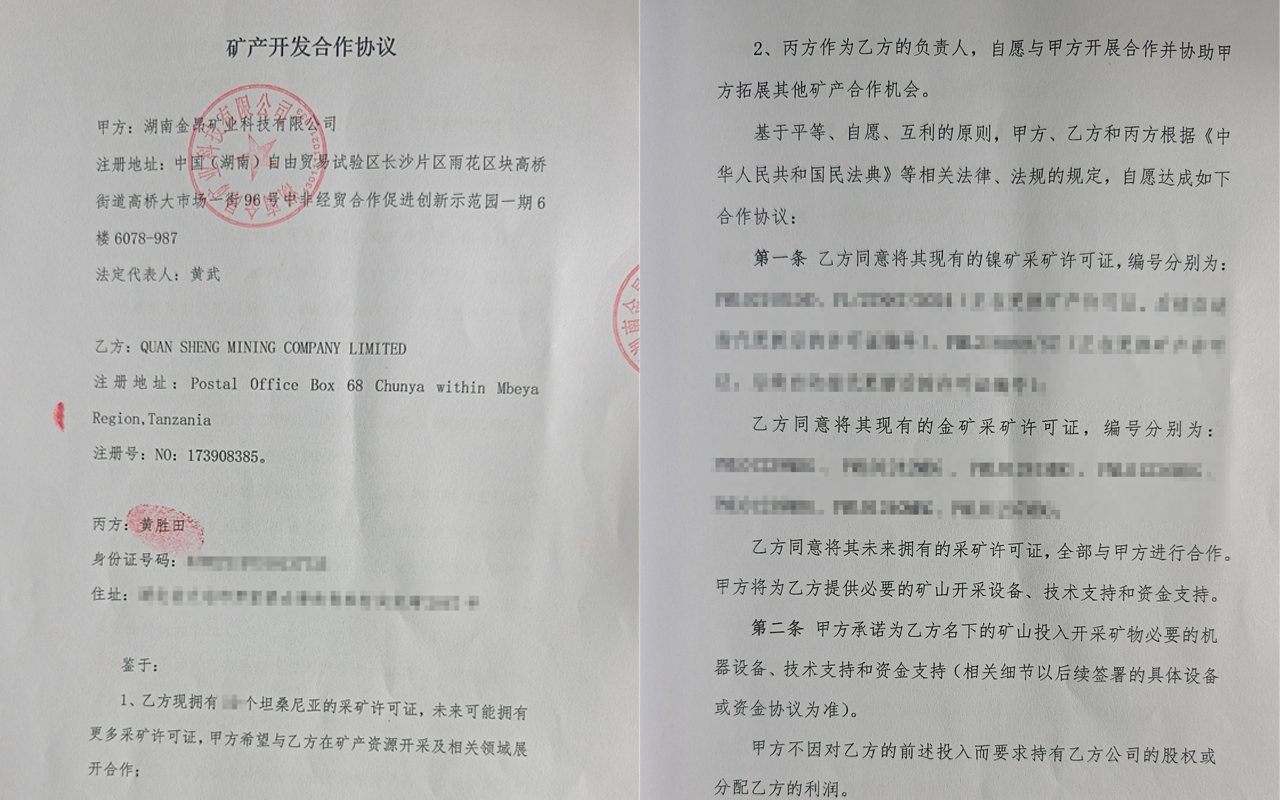 矿产开发合作协议
甲方：湖南金昂矿业科技有限公司
注册地址：中国（湖南）自由贸易试验区长沙片区雨花区块高桥
街道高桥大市场一街96号中非经贸合作促进创新示范园一期6
楼6078-987
法定代表人：黄武
乙方：QUAN SHENG MINING COMPANY LIMITED
注册地址：Postal Office Box 68 Chunya within Mbeya
Region,Tanzania
注册号：NO：173908385。
丙方：黄胜田
身份证号码：
住址：
鉴于：
1、乙方现拥有 个坦桑尼亚的采矿许可证，未来可能拥有
更多采矿许可证，甲方希望与乙方在矿产资源开采及相关领域展
开合作；
2、丙方作为乙方的负责人，自愿与甲方开展合作并协助甲
方拓展其他矿产合作机会。
基于平等、自愿、互利的原则，甲方、乙方和丙方根据《中
华人民共和国民法典》等相关法律、法规的规定，自愿达成如下
合作协议：
第一条 乙方同意将其现有的镍矿采矿许可证，编号分别为：
乙方同意将其现有的金矿采矿许可证，编号分别为：
乙方同意将其未来拥有的采矿许可证，全部与甲方进行合作。
甲方将为乙方提供必要的矿山开采设备、技术支持和资金支持。
第二条 甲方承诺为乙方名下的矿山投入开采矿物必要的机
器设备、技术支持和资金支持（相关细节以后续签署的具体设备
或资金协议为准）。
甲方不因对乙方的前述投入而要求持有乙方公司的股权或
分配乙方的利润。